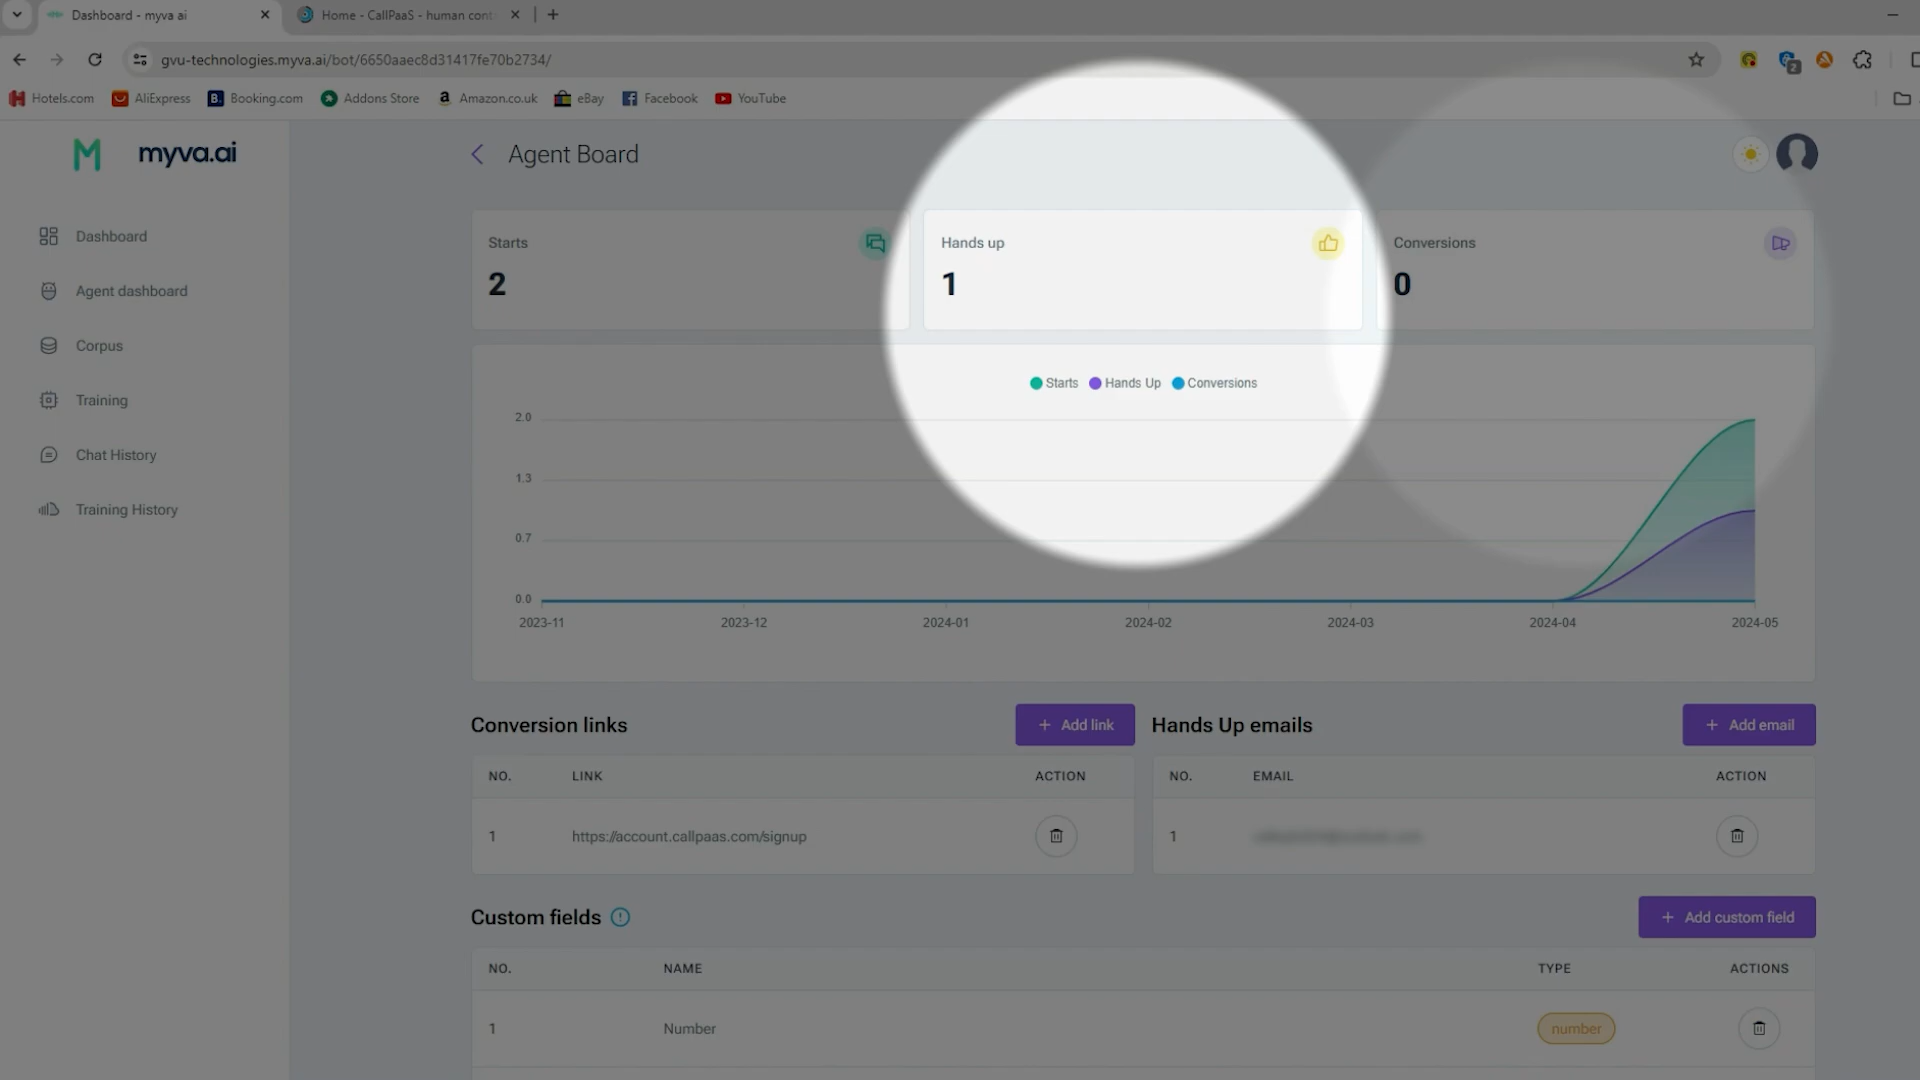 Dashboard - myva ai
Home - CallPaaS - human cont
gvu-technologies.myva.ai/bot/6650aaec8d31417fe70b2734/
2
Hotels.com
AliExpress
B.
Booking.com
Addons Store
Amazon.co.uk
eBay
Facebook
YouTube
myva.ai
Agent Board
Dashboard
Agent dashboard
Corpus
Training
Chat History
Training History
Starts
2
Hands up
1
Conversions
0
Starts
Hands Up
Conversions
2.0
1.3
0.7
0.0
2023-11
2023-12
2024-01
2024-02
2024-03
2024-04
2024-05
Conversion links
+ Add link
NO. LINK ACTION
1 https://account.callpaas.com/signup
Hands Up emails
+ Add email
NO. EMAIL ACTION
1
Custom fields
+ Add custom field
NO. NAME TYPE ACTIONS
1 Number number